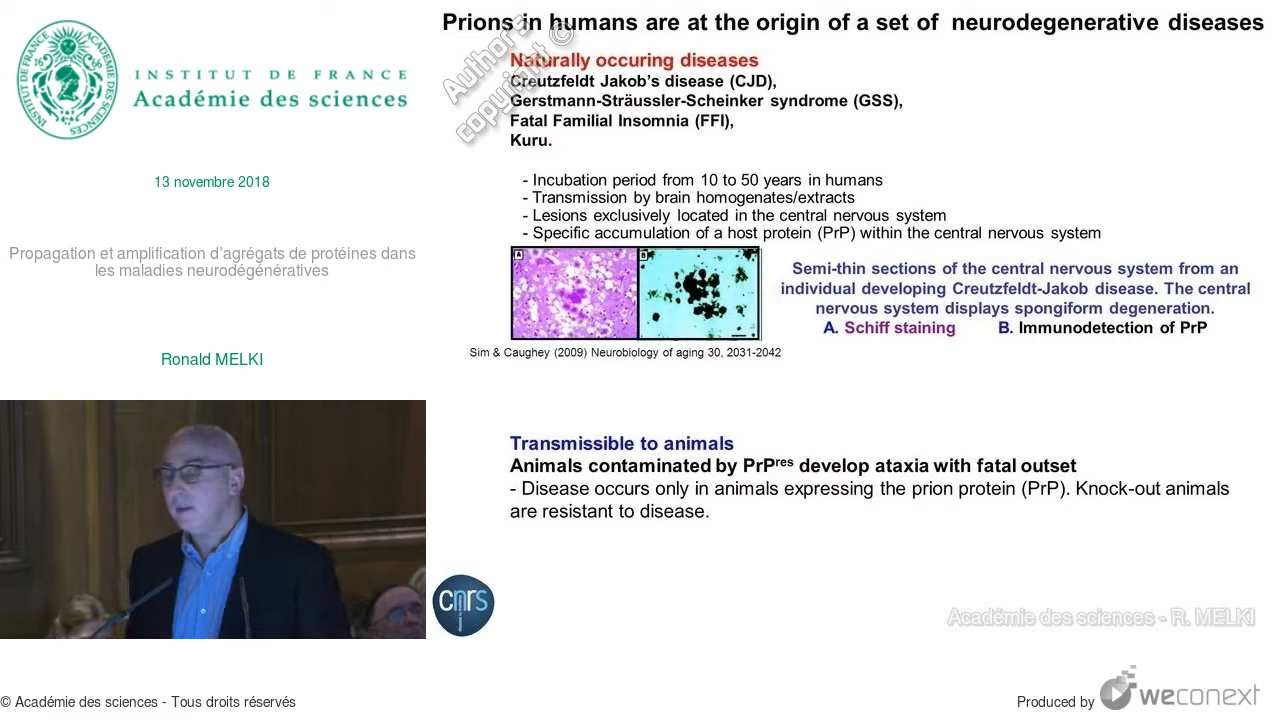 INSTITUT DE FRANCE
Académie des sciences
13 novembre 2018
Propagation et amplification d'agrégats de protéines dans
les maladies neurodégénératives
Ronald MELKI
Prions in humans are at the origin of a set of neurodegenerative diseases
Authors
copyright ©
Naturally occuring diseases
Creutzfeldt Jakob's disease (CJD),
Gerstmann-Sträussler-Scheinker syndrome (GSS),
Fatal Familial Insomnia (FFI),
Kuru.
- Incubation period from 10 to 50 years in humans
- Transmission by brain homogenates/extracts
- Lesions exclusively located in the central nervous system
- Specific accumulation of a host protein (PrP) within the central nervous system
A
B
Semi-thin sections of the central nervous system from an
individual developing Creutzfeldt-Jakob disease. The central
nervous system displays spongiform degeneration.
A. Schiff staining B. Immunodetection of PrP
Sim & Caughey (2009) Neurobiology of aging 30, 2031-2042
Transmissible to animals
Animals contaminated by PrPres develop ataxia with fatal outset
- Disease occurs only in animals expressing the prion protein (PrP). Knock-out animals
are resistant to disease.
cnrs
Académie des sciences - R. MELKI
© Académie des sciences - Tous droits réservés
Produced by weconext